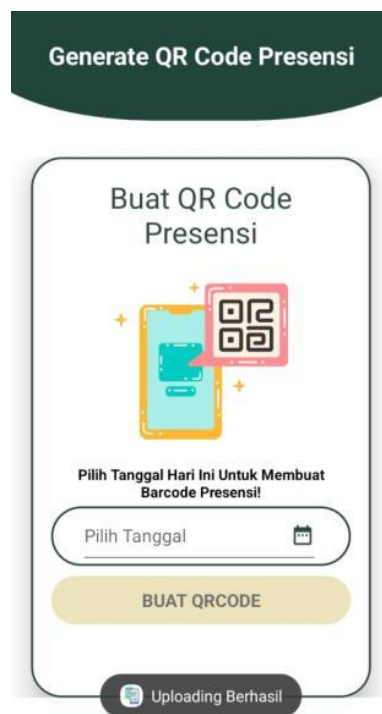 Generate QR Code Presensi
Buat QR Code
Presensi
Pilih Tanggal Hari Ini Untuk Membuat
Barcode Presensi!
Pilih Tanggal
BUAT QRCODE
Uploading Berhasil